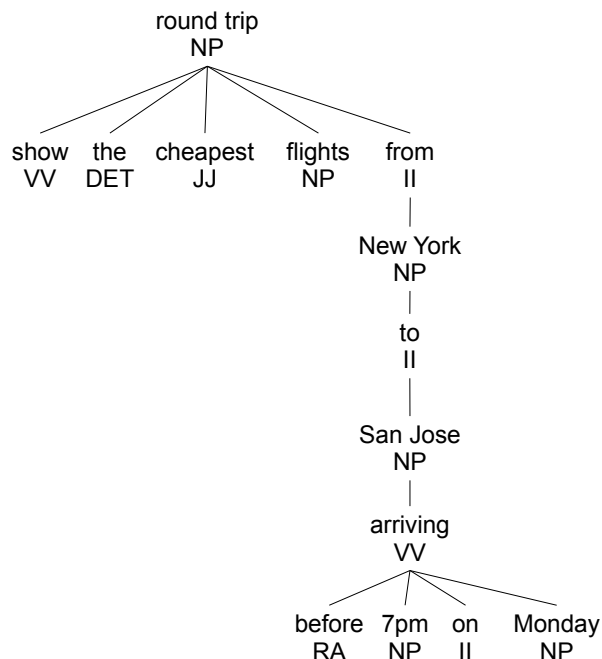 round trip
NP
show the cheapest flights from
VV DET JJ NP II
New York
NP
to
II
San Jose
NP
arriving
VV
before 7pm on Monday
RA NP II NP